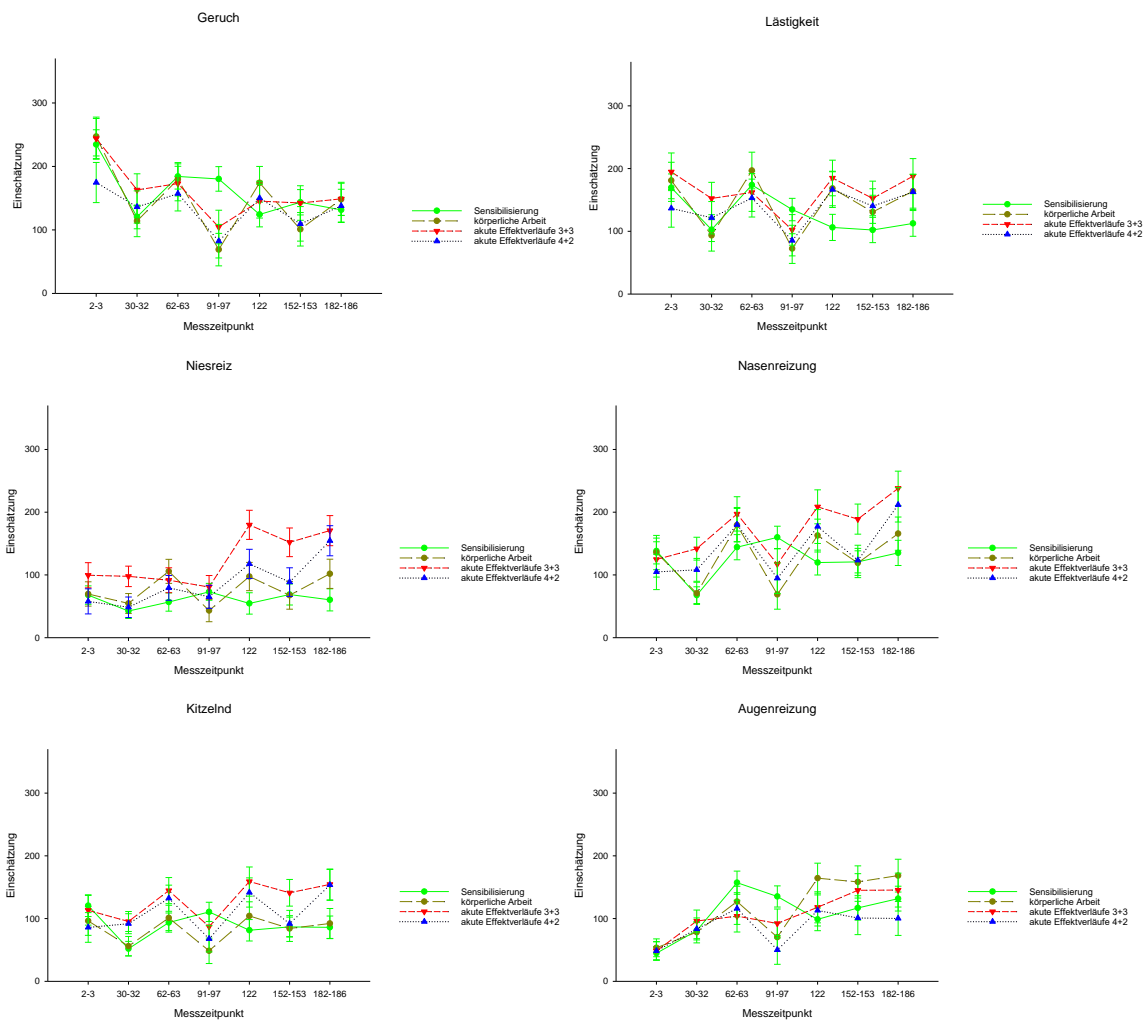 Geruch
Einschätzung
300
200
100
0
2-3 30-32 62-63 91-97 122 152-153 182-186
Messzeitpunkt
Sensibilisierung
körperliche Arbeit
akute Effektverläufe 3+3
akute Effektverläufe 4+2
Lästigkeit
Einschätzung
300
200
100
0
2-3 30-32 62-63 91-97 122 152-153 182-186
Messzeitpunkt
Sensibilisierung
körperliche Arbeit
akute Effektverläufe 3+3
akute Effektverläufe 4+2
Niesreiz
Einschätzung
300
200
100
0
2-3 30-32 62-63 91-97 122 152-153 182-186
Messzeitpunkt
Sensibilisierung
körperliche Arbeit
akute Effektverläufe 3+3
akute Effektverläufe 4+2
Nasenreizung
Einschätzung
300
200
100
0
2-3 30-32 62-63 91-97 122 152-153 182-186
Messzeitpunkt
Sensibilisierung
körperliche Arbeit
akute Effektverläufe 3+3
akute Effektverläufe 4+2
Kitzelnd
Einschätzung
300
200
100
0
2-3 30-32 62-63 91-97 122 152-153 182-186
Messzeitpunkt
Sensibilisierung
körperliche Arbeit
akute Effektverläufe 3+3
akute Effektverläufe 4+2
Augenreizung
Einschätzung
300
200
100
0
2-3 30-32 62-63 91-97 122 152-153 182-186
Messzeitpunkt
Sensibilisierung
körperliche Arbeit
akute Effektverläufe 3+3
akute Effektverläufe 4+2